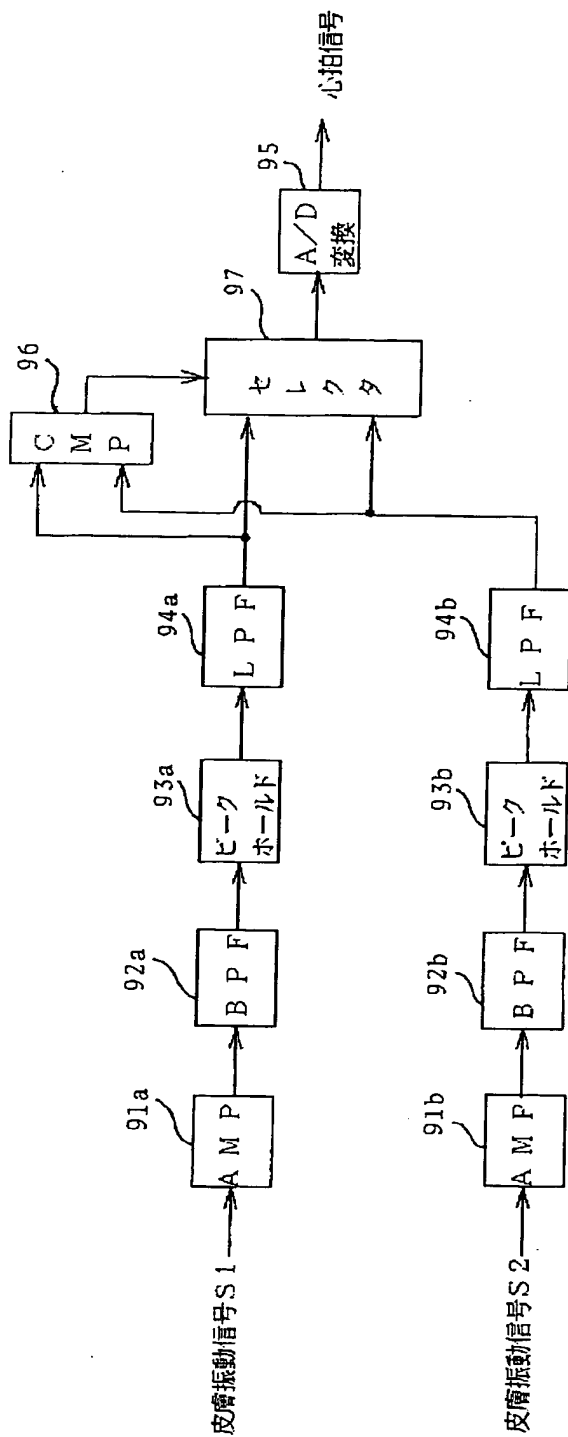 皮膚振動信号S1
91a
AMP
92a
BPF
93a
ピーク
ホールド
94a
LPF
96
CMP
97
セレクタ
95
A/D
変換
心拍信号
皮膚振動信号S2
91b
AMP
92b
BPF
93b
ピーク
ホールド
94b
LPF